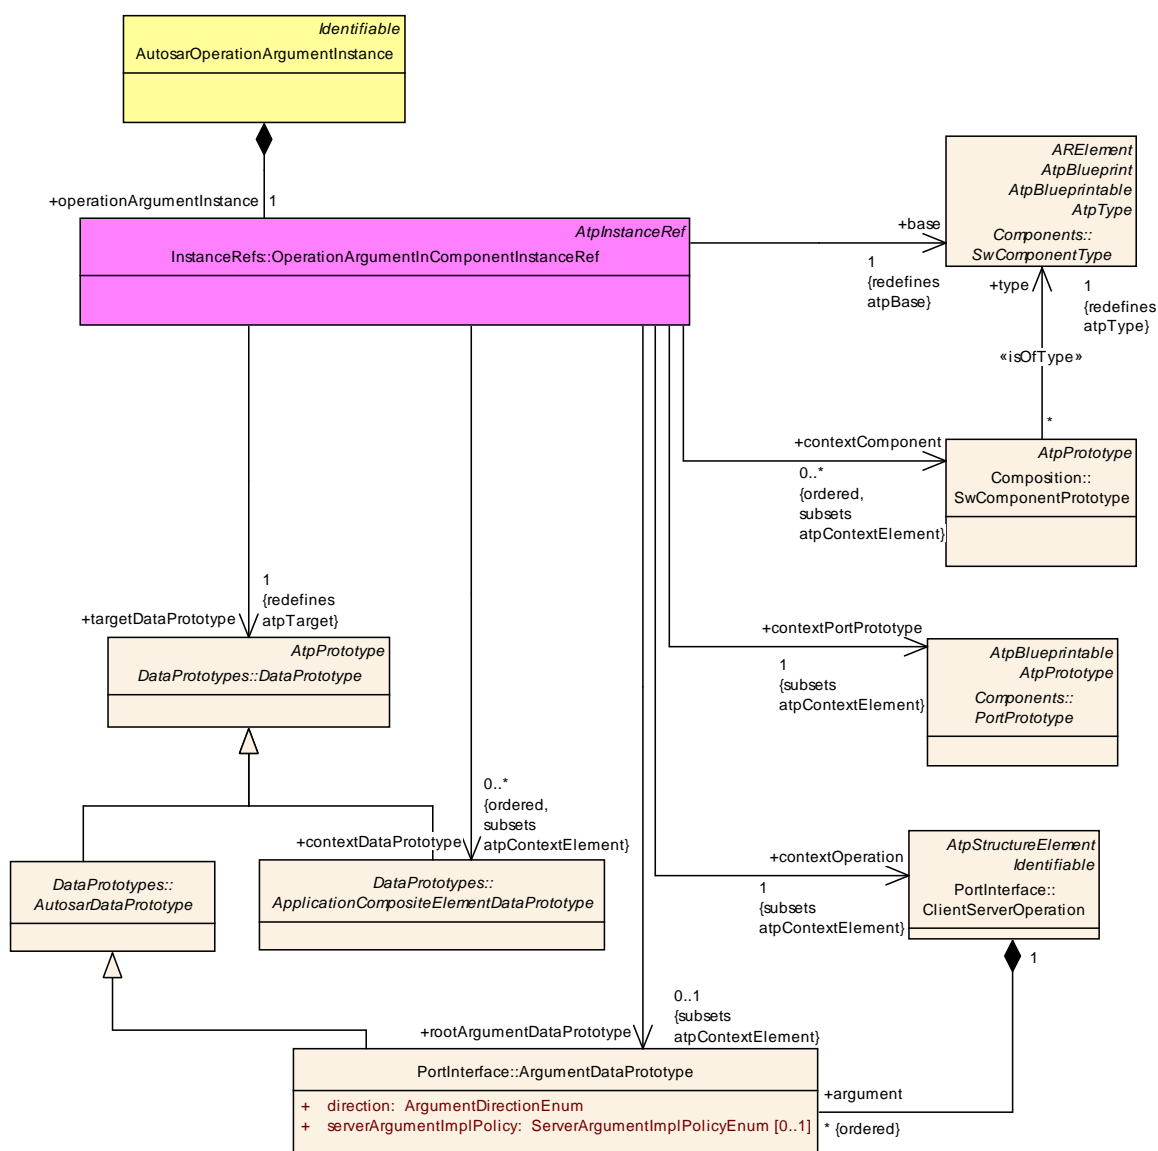 Identifiable
AutosarOperationArgumentInstance
+operationArgumentInstance 1
AtpInstanceRef
InstanceRefs::OperationArgumentInComponentInstanceRef
ARElement
AtpBlueprint
AtpBlueprintable
AtpType
Components::
SwComponentType
+base
1
{redefines
atpBase}
+type
1
{redefines
atpType}
«isOfType»
*
+contextComponent
0..*
{ordered,
subsets
atpContextElement}
AtpPrototype
Composition::
SwComponentPrototype
+targetDataPrototype
1
{redefines
atpTarget}
AtpPrototype
DataPrototypes::DataPrototype
+contextPortPrototype
1
{subsets
atpContextElement}
AtpBlueprintable
AtpPrototype
Components::
PortPrototype
0..*
{ordered,
subsets
atpContextElement}
+contextDataPrototype
DataPrototypes::
AutosarDataPrototype
DataPrototypes::
ApplicationCompositeElementDataPrototype
+contextOperation
1
{subsets
atpContextElement}
AtpStructureElement
Identifiable
PortInterface::
ClientServerOperation
1
0..1
{subsets
atpContextElement}
+rootArgumentDataPrototype
PortInterface::ArgumentDataPrototype
+ direction: ArgumentDirectionEnum
+ serverArgumentImplPolicy: ServerArgumentImplPolicyEnum [0..1]
+argument
* {ordered}